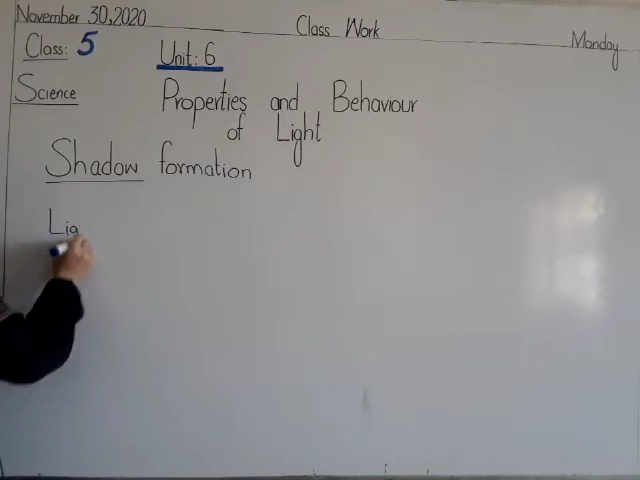 November 30,2020 Class Work Monday
Class: 5 Unit: 6
Science Properties and Behaviour
of Light
Shadow formation
Lig